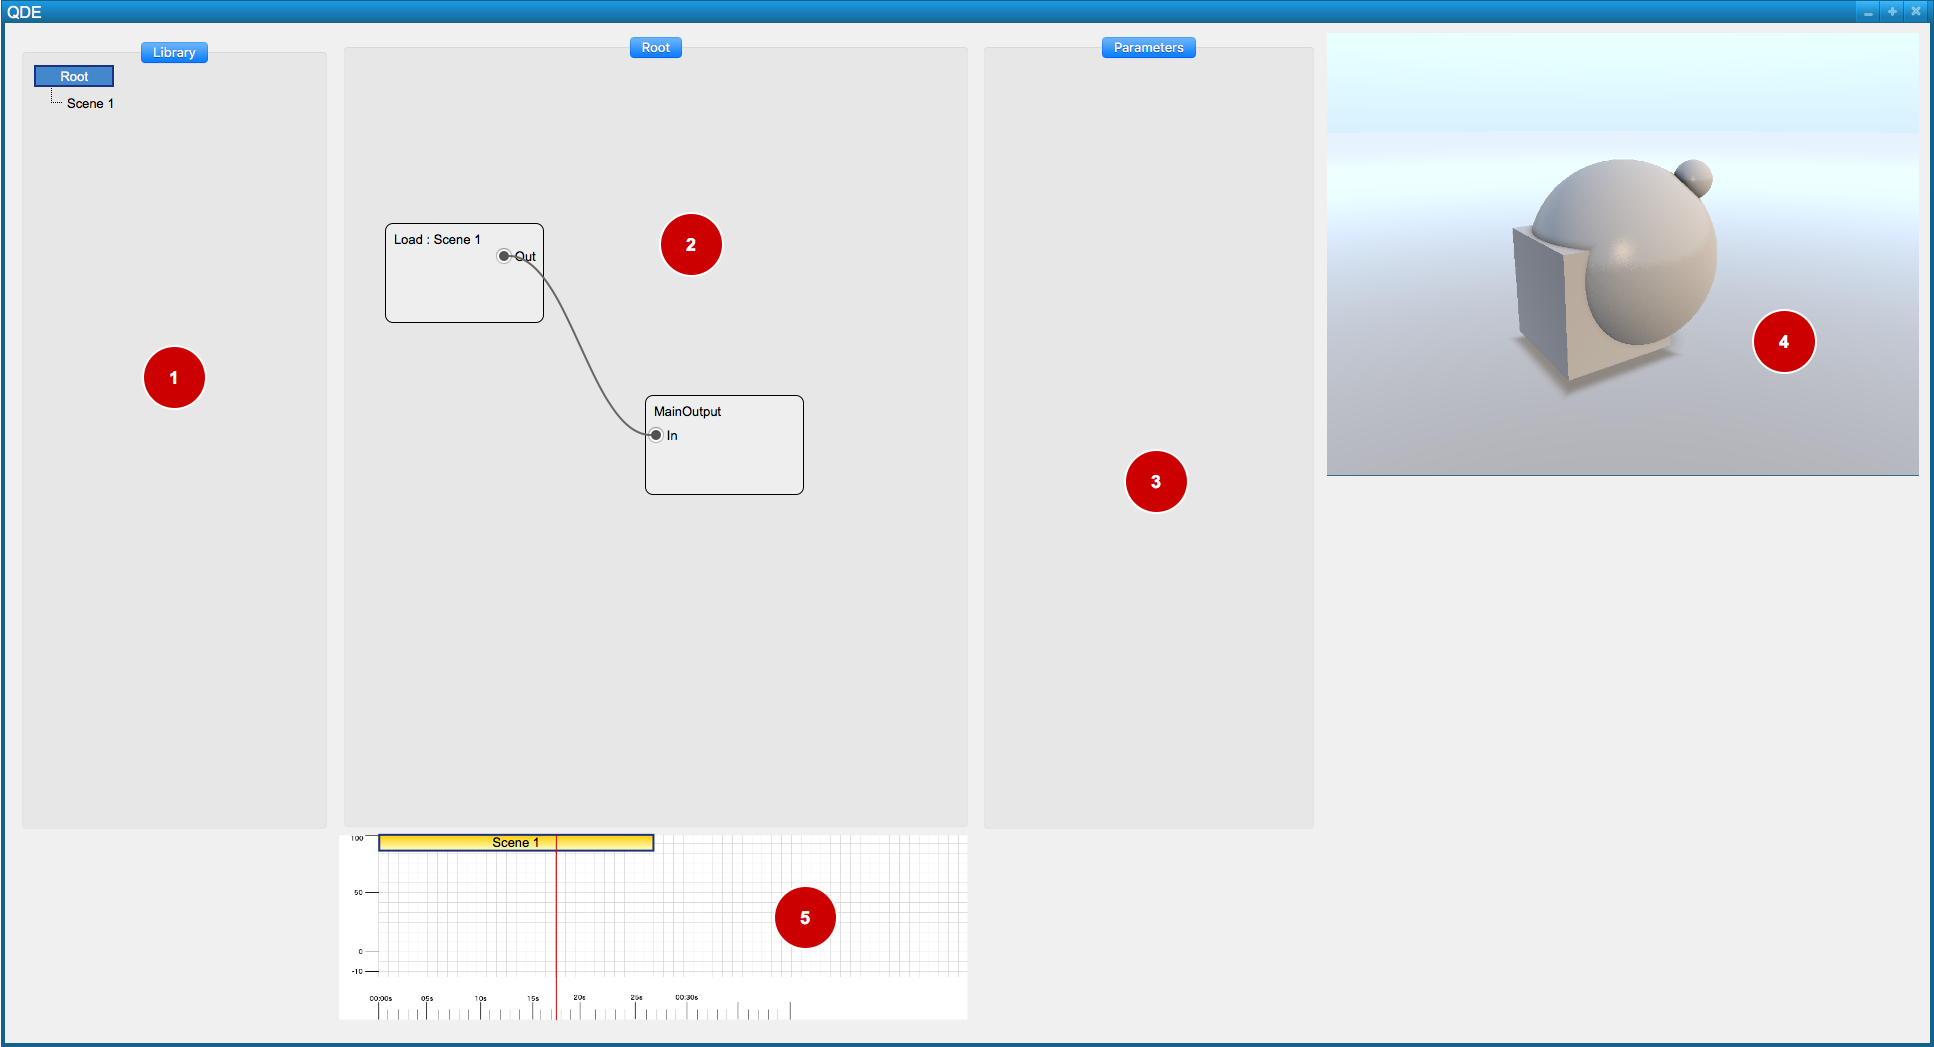 QDE
Library
Root
Parameters
Root
Scene 1
Load : Scene 1
Out
2
4
1
MainOutput
In
3
100
Scene 1
50
5
0
-10
00:00s 05s 10s 15s 20s 25s 00:30s